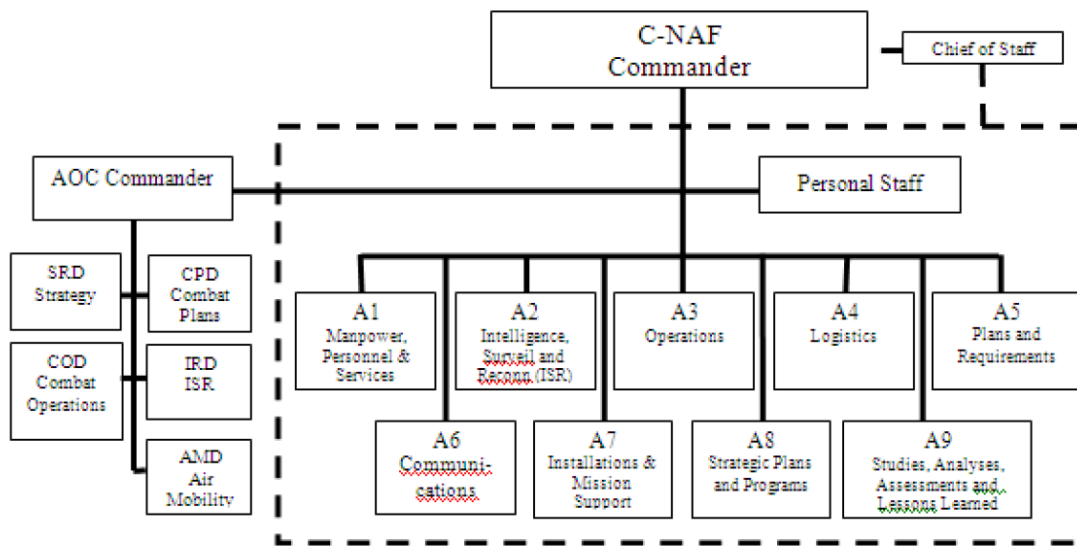 C-NAF
Commander
Chief of Staff
AOC Commander
Personal Staff
SRD
Strategy
CPD
Combat
Plans
COD
Combat
Operations
IRD
ISR
AMD
Air
Mobility
A1
Manpower,
Personnel &
Services
A2
Intelligence,
Surveil and
Reconn (ISR)
A3
Operations
A4
Logistics
A5
Plans and
Requirements
A6
Communi-
cations
A7
Installations &
Mission
Support
A8
Strategic Plans
and Programs
A9
Studies, Analyses,
Assessments and
Lessons Learned